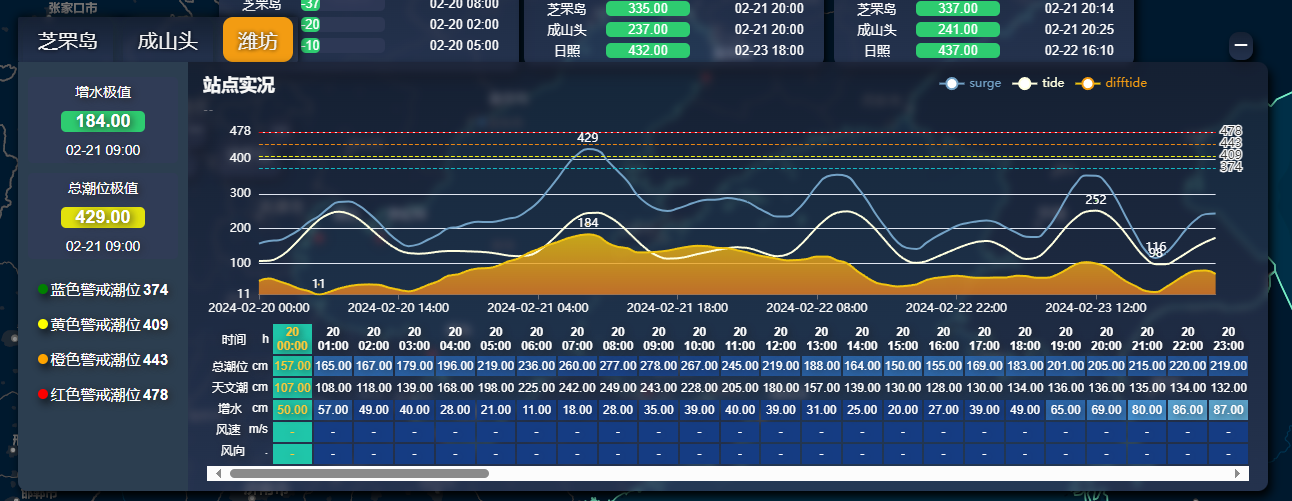 张家口市
芝罘岛 -37 02-20 08:00
-20 02-20 02:00
-10 02-20 05:00
芝罘岛 335.00 02-21 20:00
成山头 237.00 02-21 20:00
日照 432.00 02-23 18:00
芝罘岛 337.00 02-21 20:14
成山头 241.00 02-21 20:25
日照 437.00 02-22 16:10
芝罘岛 成山头 潍坊
增水极值
184.00
02-21 09:00
总潮位极值
429.00
02-21 09:00
蓝色警戒潮位 374
黄色警戒潮位 409
橙色警戒潮位 443
红色警戒潮位 478
站点实况
--
surge tide difftide
478
400
300
200
100
11
429
184
11
252
116
98
478
443
409
374
2024-02-20 00:00 2024-02-20 14:00 2024-02-21 04:00 2024-02-21 18:00 2024-02-22 08:00 2024-02-22 22:00 2024-02-23 12:00
时间 h 20 00:00 20 01:00 20 02:00 20 03:00 20 04:00 20 05:00 20 06:00 20 07:00 20 08:00 20 09:00 20 10:00 20 11:00 20 12:00 20 13:00 20 14:00 20 15:00 20 16:00 20 17:00 20 18:00 20 19:00 20 20:00 20 21:00 20 22:00 20 23:00
总潮位 cm 157.00 165.00 167.00 179.00 196.00 219.00 236.00 260.00 277.00 278.00 267.00 245.00 219.00 188.00 164.00 150.00 155.00 169.00 183.00 201.00 205.00 215.00 220.00 219.00
天文潮 cm 107.00 108.00 118.00 139.00 168.00 198.00 225.00 242.00 249.00 243.00 228.00 205.00 180.00 157.00 139.00 130.00 128.00 130.00 134.00 136.00 136.00 135.00 134.00 132.00
增水 cm 50.00 57.00 49.00 40.00 28.00 21.00 11.00 18.00 28.00 35.00 39.00 40.00 39.00 31.00 25.00 20.00 27.00 39.00 49.00 65.00 69.00 80.00 86.00 87.00
风速 m/s - - - - - - - - - - - - - - - - - - - - - - - -
风向 - - - - - - - - - - - - - - - - - - - - - - - - -
邯郸市